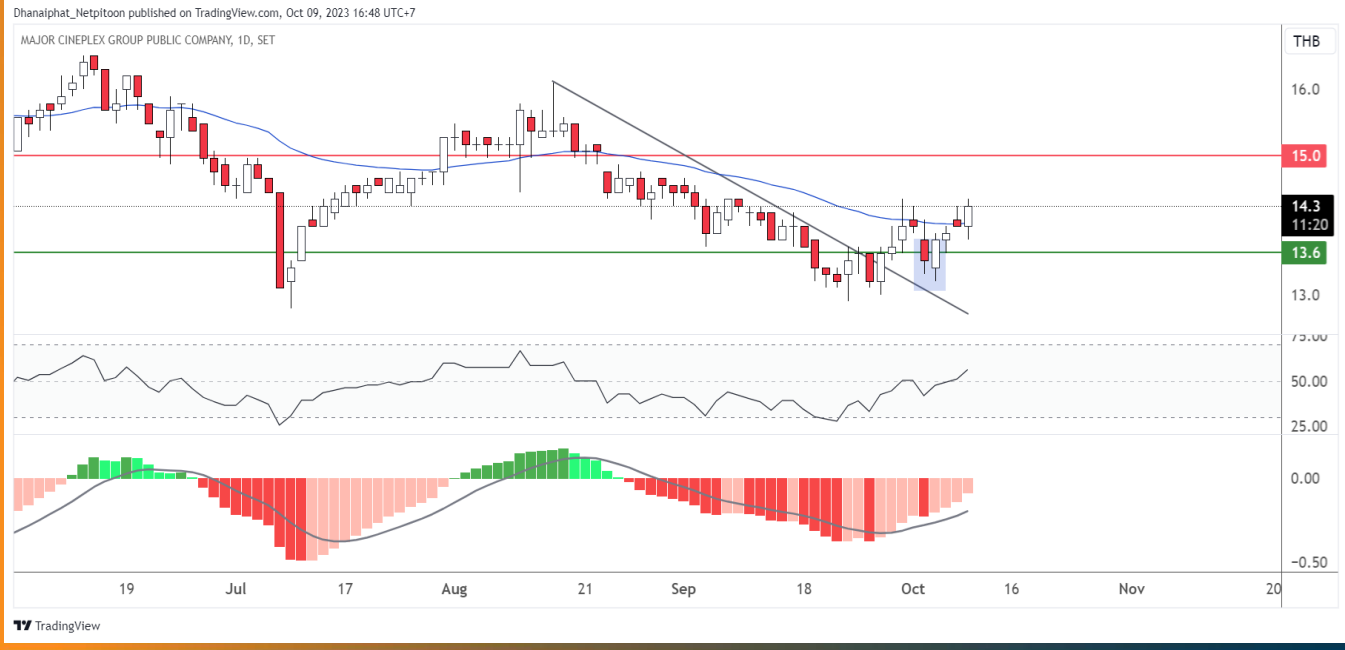 Dhanaiphat_Netpitoon published on TradingView.com, Oct 09, 2023 16:48 UTC+7
MAJOR CINEPLEX GROUP PUBLIC COMPANY, 1D, SET
THB
16.0
15.0
14.3
11:20
13.6
13.0
75.00
50.00
25.00
0.00
−0.50
19 Jul 17 Aug 21 Sep 18 Oct 16 Nov 20
TradingView